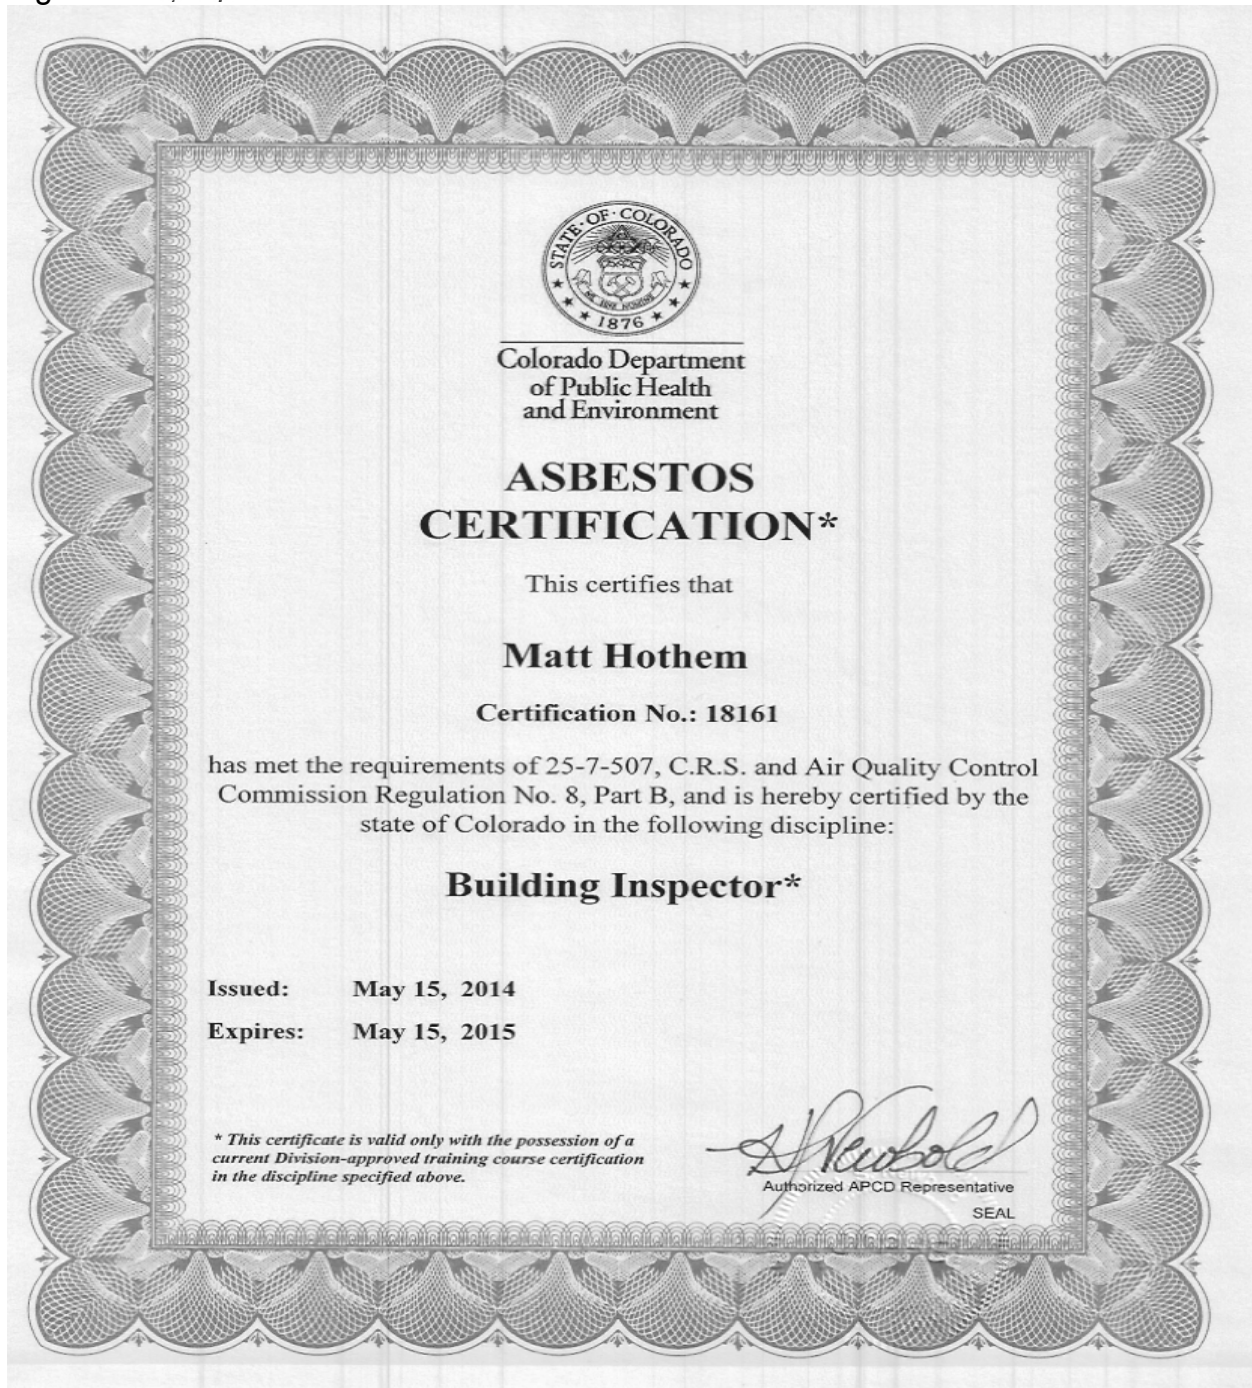 STATE · OF · COLORADO
1876
Colorado Department
of Public Health
and Environment
ASBESTOS
CERTIFICATION*
This certifies that
Matt Hothem
Certification No.: 18161
has met the requirements of 25-7-507, C.R.S. and Air Quality Control
Commission Regulation No. 8, Part B, and is hereby certified by the
state of Colorado in the following discipline:
Building Inspector*
Issued: May 15, 2014
Expires: May 15, 2015
* This certificate is valid only with the possession of a
current Division-approved training course certification
in the discipline specified above.
Authorized APCD Representative
SEAL